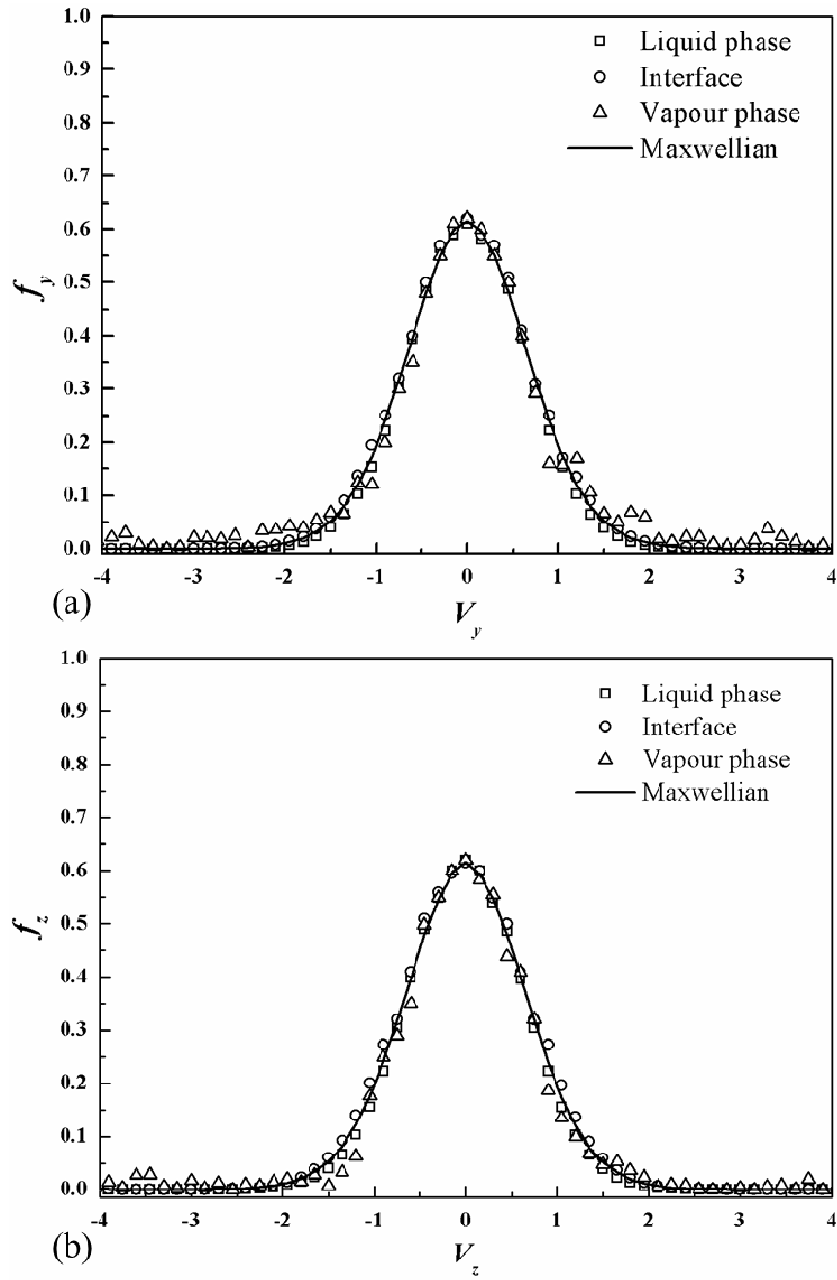 1.0
0.9
0.8
0.7
0.6
0.5
0.4
0.3
0.2
0.1
0.0
f y
Liquid phase
Interface
Vapour phase
Maxwellian
-4 -3 -2 -1 0 1 2 3 4
(a)
V y
1.0
0.9
0.8
0.7
0.6
0.5
0.4
0.3
0.2
0.1
0.0
f z
Liquid phase
Interface
Vapour phase
Maxwellian
-4 -3 -2 -1 0 1 2 3 4
(b)
V z